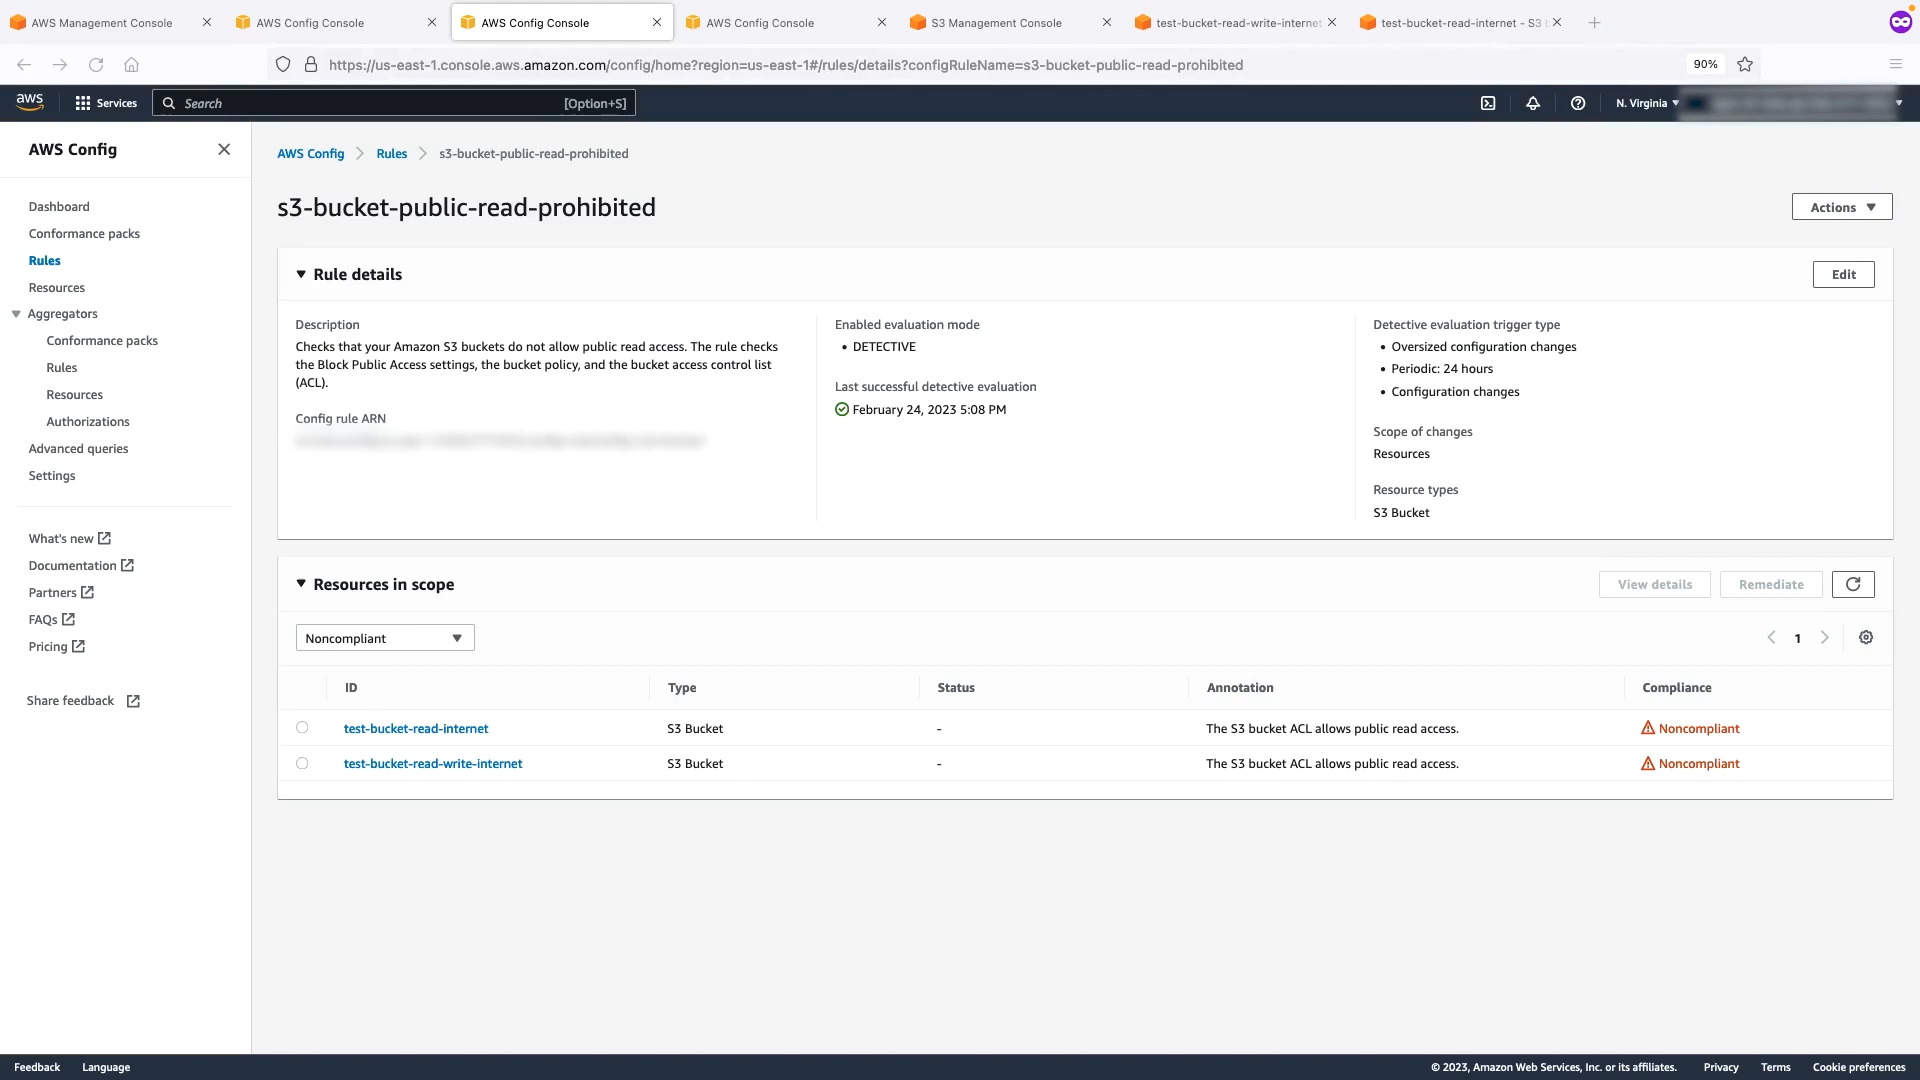 AWS Management Console
AWS Config Console
AWS Config Console
AWS Config Console
S3 Management Console
test-bucket-read-write-internet
test-bucket-read-internet - S3 b
https://us-east-1.console.aws.amazon.com/config/home?region=us-east-1#/rules/details?configRuleName=s3-bucket-public-read-prohibited
90%
aws
Services
Search
[Option+S]
N. Virginia
AWS Config
Dashboard
Conformance packs
Rules
Resources
Aggregators
Conformance packs
Rules
Resources
Authorizations
Advanced queries
Settings
What's new
Documentation
Partners
FAQs
Pricing
Share feedback
AWS Config
Rules
s3-bucket-public-read-prohibited
s3-bucket-public-read-prohibited
Actions
Rule details
Edit
Description
Checks that your Amazon S3 buckets do not allow public read access. The rule checks
the Block Public Access settings, the bucket policy, and the bucket access control list
(ACL).
Config rule ARN
Enabled evaluation mode
• DETECTIVE
Last successful detective evaluation
February 24, 2023 5:08 PM
Detective evaluation trigger type
• Oversized configuration changes
• Periodic: 24 hours
• Configuration changes
Scope of changes
Resources
Resource types
S3 Bucket
Resources in scope
View details
Remediate
Noncompliant
1
ID Type Status Annotation Compliance
test-bucket-read-internet S3 Bucket - The S3 bucket ACL allows public read access. Noncompliant
test-bucket-read-write-internet S3 Bucket - The S3 bucket ACL allows public read access. Noncompliant
Feedback
Language
© 2023, Amazon Web Services, Inc. or its affiliates.
Privacy
Terms
Cookie preferences